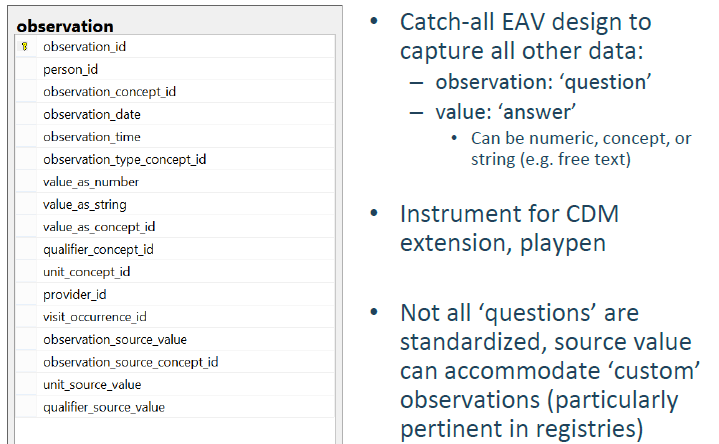 observation
observation_id
person_id
observation_concept_id
observation_date
observation_time
observation_type_concept_id
value_as_number
value_as_string
value_as_concept_id
qualifier_concept_id
unit_concept_id
provider_id
visit_occurrence_id
observation_source_value
observation_source_concept_id
unit_source_value
qualifier_source_value
• Catch-all EAV design to
capture all other data:
– observation: ‘question’
– value: ‘answer’
• Can be numeric, concept, or
string (e.g. free text)
• Instrument for CDM
extension, playpen
• Not all ‘questions’ are
standardized, source value
can accommodate ‘custom’
observations (particularly
pertinent in registries)